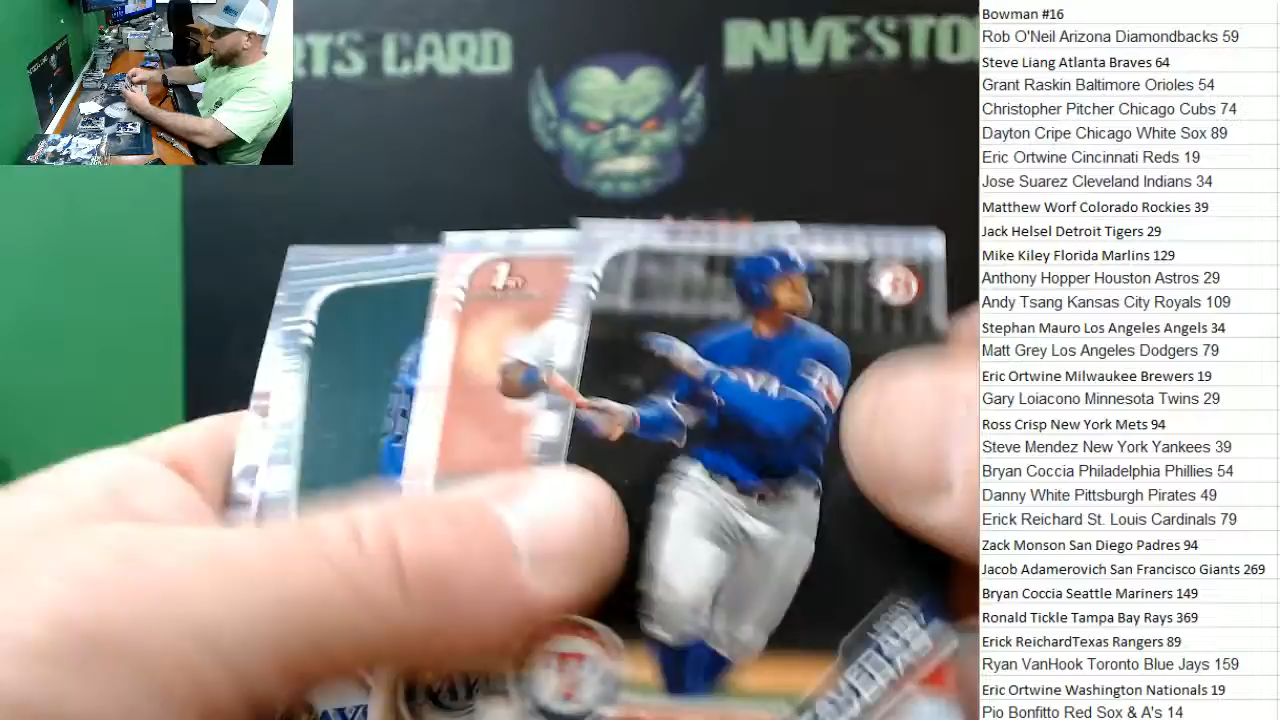 RTS CARD INVESTO
Bowman #16
Rob O'Neil Arizona Diamondbacks 59
Steve Liang Atlanta Braves 64
Grant Raskin Baltimore Orioles 54
Christopher Pitcher Chicago Cubs 74
Dayton Cripe Chicago White Sox 89
Eric Ortwine Cincinnati Reds 19
Jose Suarez Cleveland Indians 34
Matthew Worf Colorado Rockies 39
Jack Helsel Detroit Tigers 29
Mike Kiley Florida Marlins 129
Anthony Hopper Houston Astros 29
Andy Tsang Kansas City Royals 109
Stephan Mauro Los Angeles Angels 34
Matt Grey Los Angeles Dodgers 79
Eric Ortwine Milwaukee Brewers 19
Gary Loiacono Minnesota Twins 29
Ross Crisp New York Mets 94
Steve Mendez New York Yankees 39
Bryan Coccia Philadelphia Phillies 54
Danny White Pittsburgh Pirates 49
Erick Reichard St. Louis Cardinals 79
Zack Monson San Diego Padres 94
Jacob Adamerovich San Francisco Giants 269
Bryan Coccia Seattle Mariners 149
Ronald Tickle Tampa Bay Rays 369
Erick ReichardTexas Rangers 89
Ryan VanHook Toronto Blue Jays 159
Eric Ortwine Washington Nationals 19
Pio Bonfitto Red Sox & A's 14
1st
T